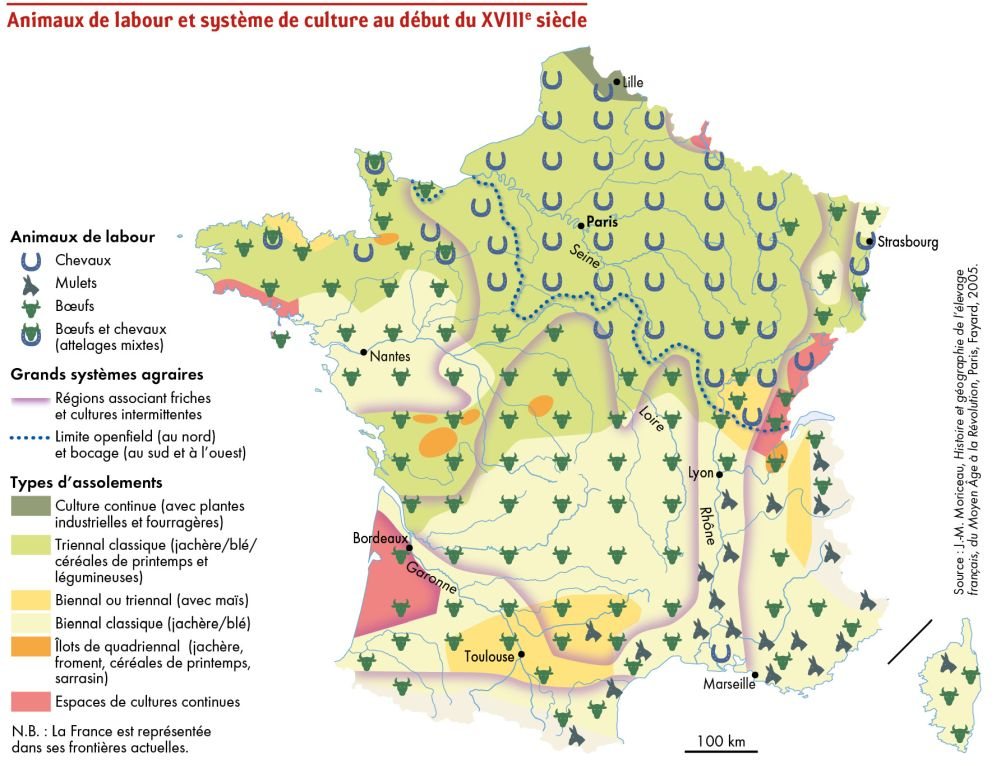 Animaux de labour et système de culture au début du XVIIIe siècle
Lille
Paris
Seine
Strasbourg
Nantes
Loire
Lyon
Rhône
Bordeaux
Garonne
Toulouse
Marseille
100 km
Animaux de labour
Chevaux
Mulets
Bœufs
Bœufs et chevaux
(attelages mixtes)
Grands systèmes agraires
Régions associant friches
et cultures intermittentes
Limite openfield (au nord)
et bocage (au sud et à l’ouest)
Types d’assolements
Culture continue (avec plantes
industrielles et fourragères)
Triennal classique (jachère/blé/
céréales de printemps et
légumineuses)
Biennal ou triennal (avec maïs)
Biennal classique (jachère/blé)
Îlots de quadriennal (jachère,
froment, céréales de printemps,
sarrasin)
Espaces de cultures continues
N.B. : La France est représentée
dans ses frontières actuelles.
Source : J.-M. Moriceau, Histoire et géographie de l’élevage
français, du Moyen Âge à la Révolution, Paris, Fayard, 2005.